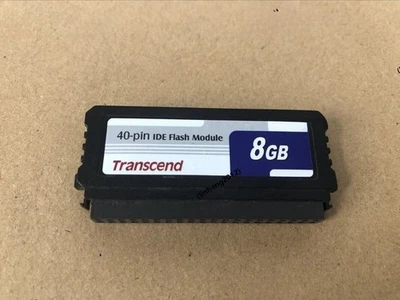 40-pin IDE Flash Module
Transcend
8GB